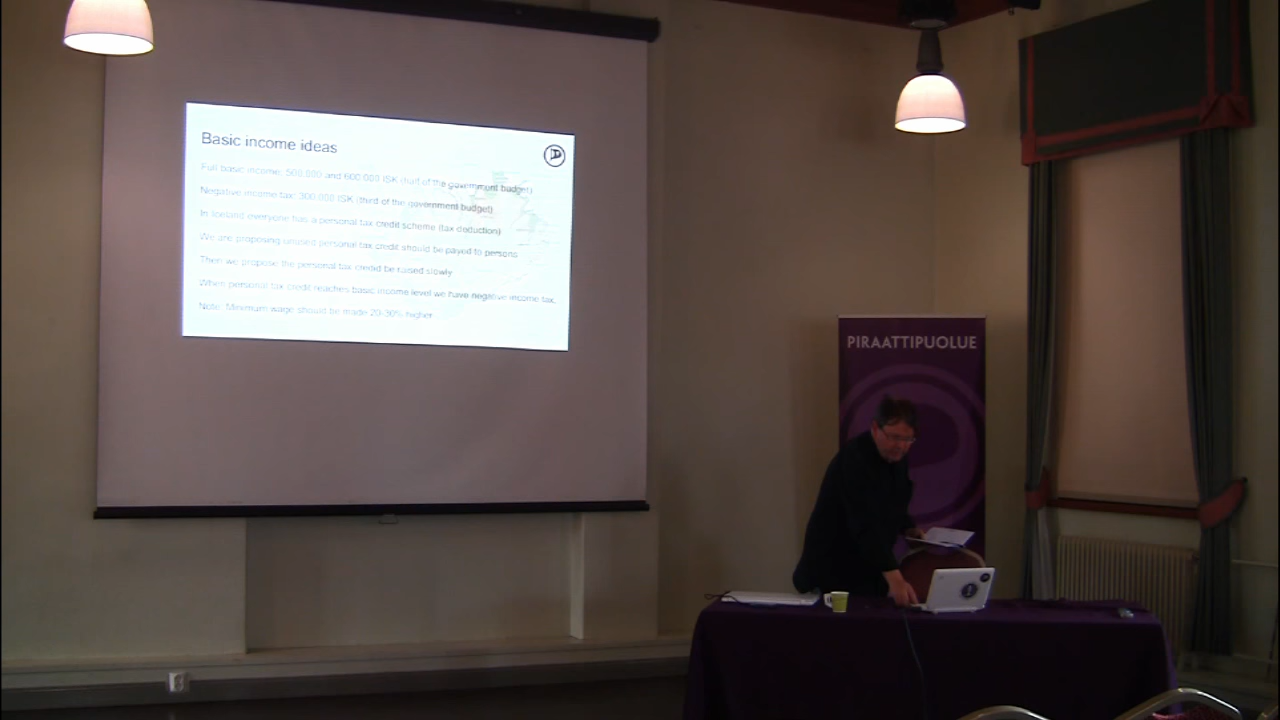 Basic income ideas
Full basic income: 500.000 and 600.000 ISK (half of the government budget)
Negative income tax: 300.000 ISK (third of the government budget)
In Iceland everyone has a personal tax credit scheme (tax deduction)
We are proposing unused personal tax credit should be payed to persons
Then we propose the personal tax credid be raised slowly
When personal tax credit reaches basic income level we have negative income tax.
Note: Minimum wage should be made 20-30% higher
PIRAATTIPUOLUE